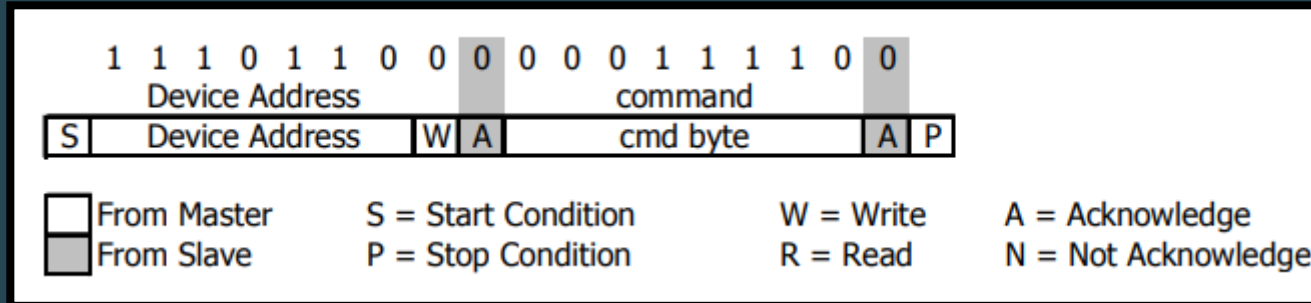 1 1 1 0 1 1 0 0 0 0 0 0 1 1 1 1 0 0
Device Address command
S Device Address W A cmd byte A P
From Master S = Start Condition W = Write A = Acknowledge
From Slave P = Stop Condition R = Read N = Not Acknowledge